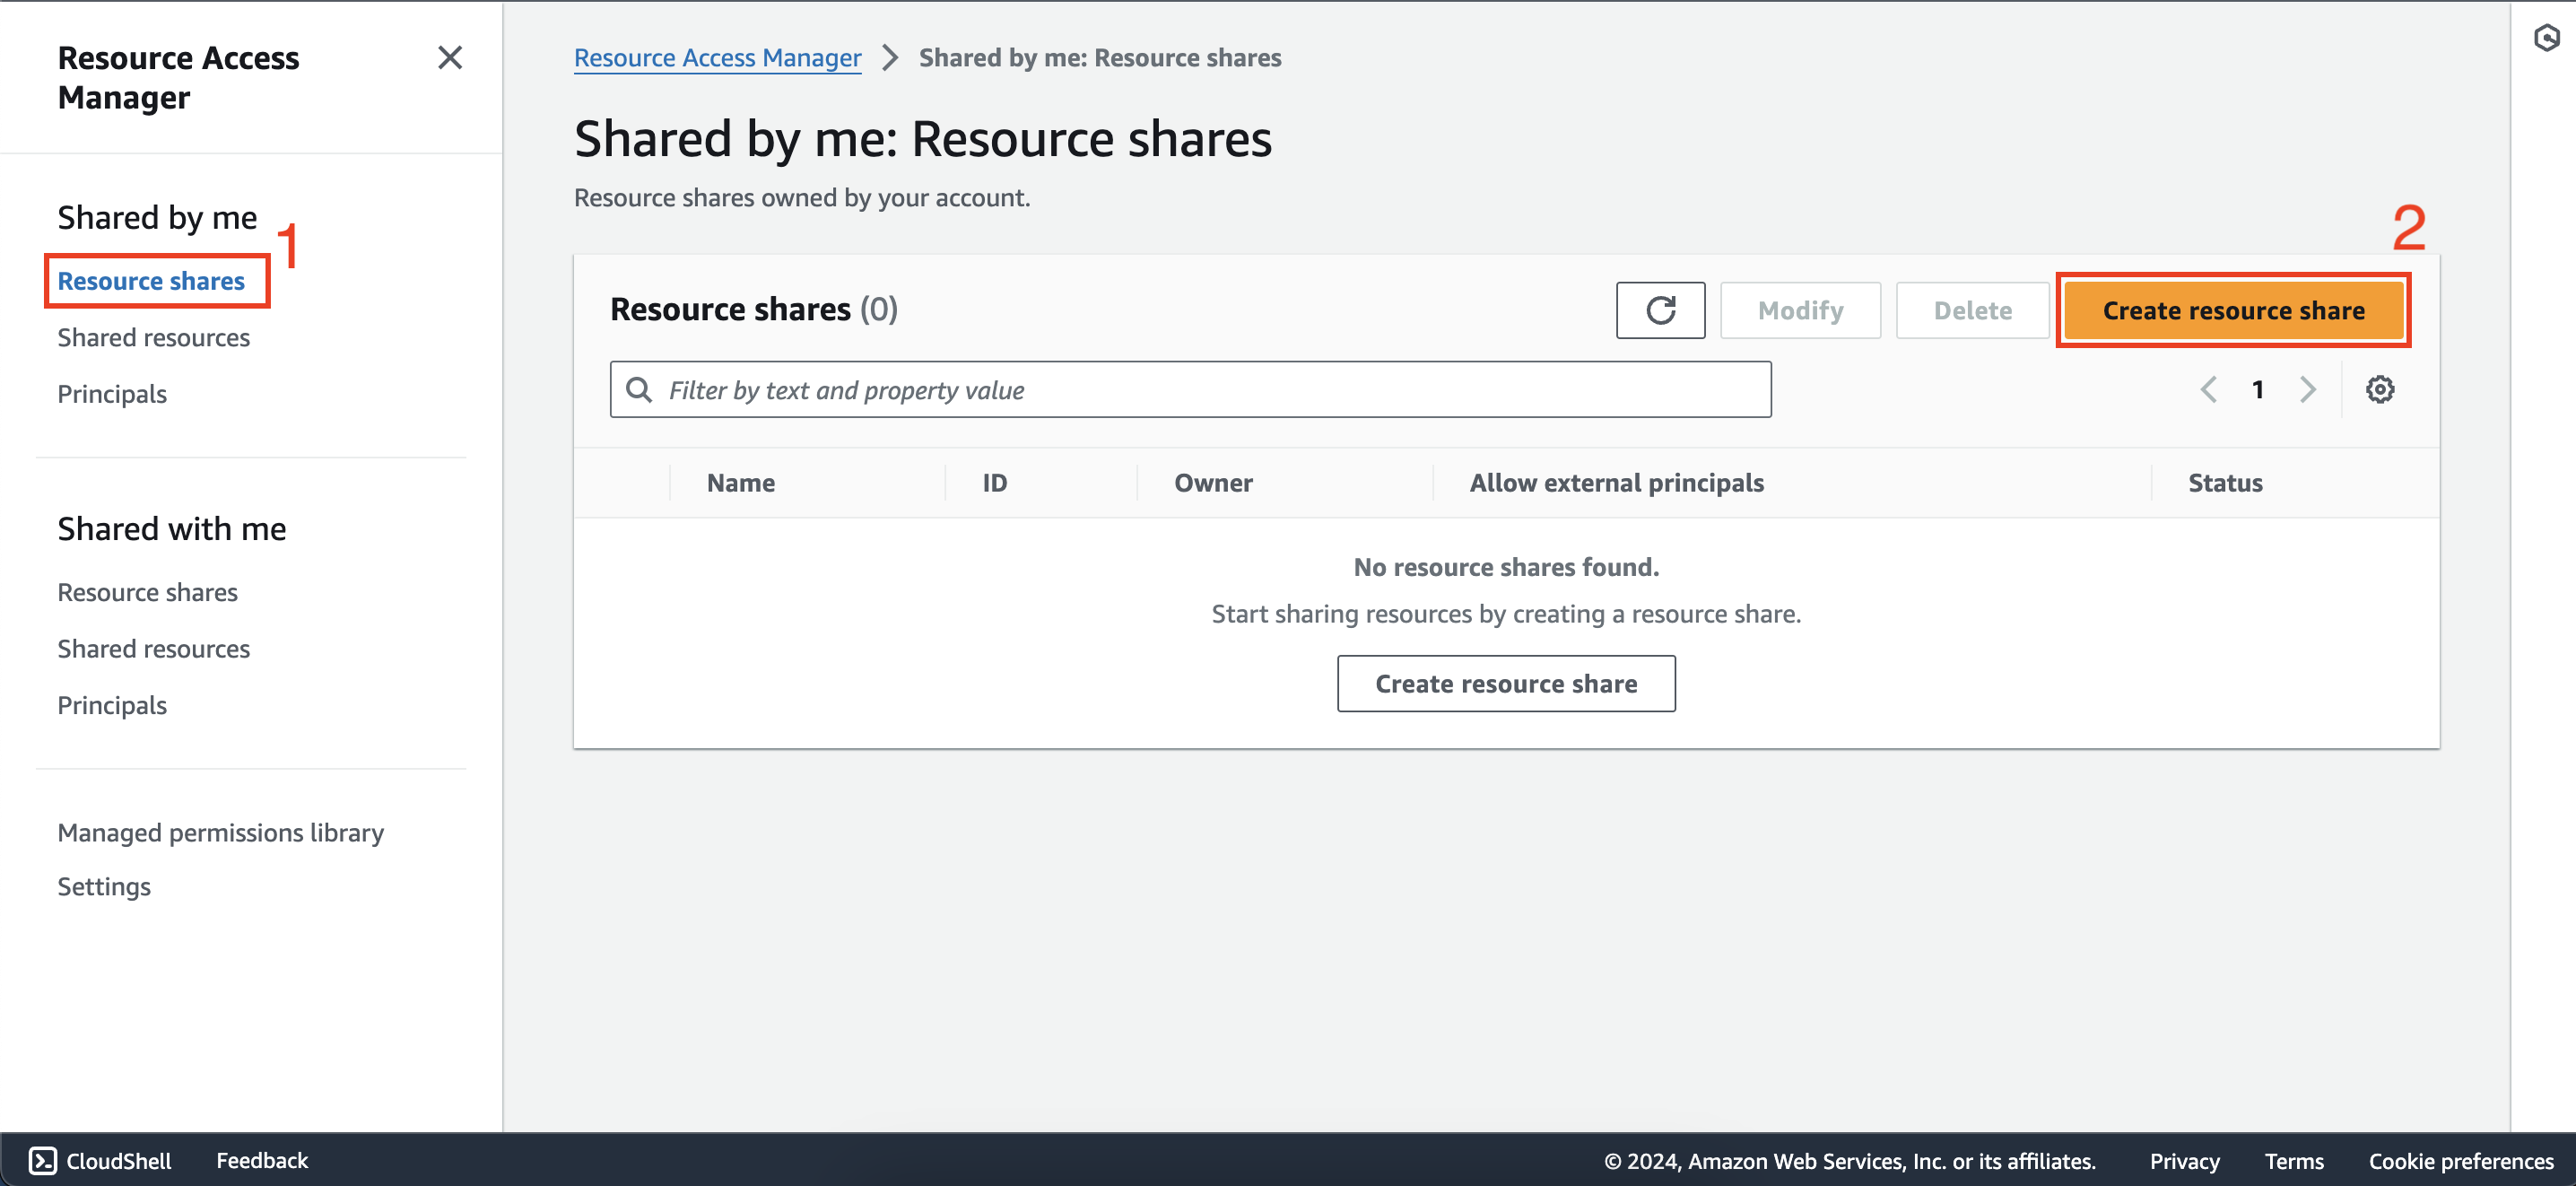 Resource Access
Manager
Shared by me
1
Resource shares
Shared resources
Principals
Shared with me
Resource shares
Shared resources
Principals
Managed permissions library
Settings
Resource Access Manager
Shared by me: Resource shares
Shared by me: Resource shares
Resource shares owned by your account.
2
Resource shares (0)
Modify
Delete
Create resource share
Filter by text and property value
1
Name
ID
Owner
Allow external principals
Status
No resource shares found.
Start sharing resources by creating a resource share.
Create resource share
CloudShell
Feedback
© 2024, Amazon Web Services, Inc. or its affiliates.
Privacy
Terms
Cookie preferences